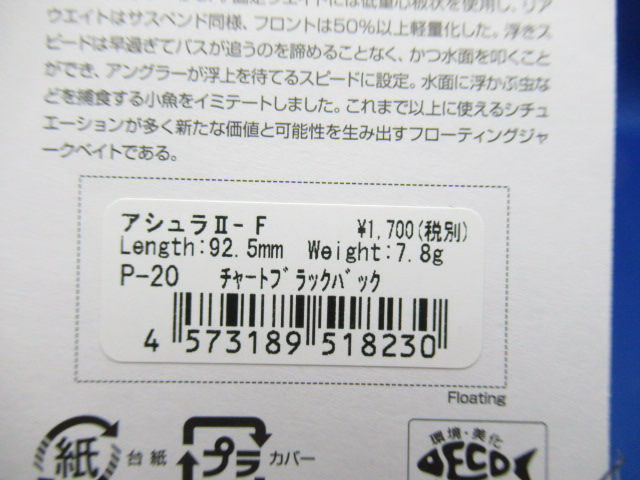 ウエイトはサスペンド同様、フロントは50%以上軽量化した。浮きス
ピードは早過ぎてバスが追うのを諦めることなく、かつ水面を叩くこと
ができ、アングラーが浮上を待てるスピードに設定。水面に浮かぶ虫な
どを捕食する小魚をイミテートしました。これまで以上に使えるシチュ
エーションが多く新たな価値と可能性を生み出すフローティングジャ
ークベイトである。
アシュラⅡ- F ¥1,700(税別)
Length:92.5mm Weight:7.8g
P-20 チャートブラックバック
4 573189 518230
Floating
紙 台紙 プラ カバー
環境・美化
ECO